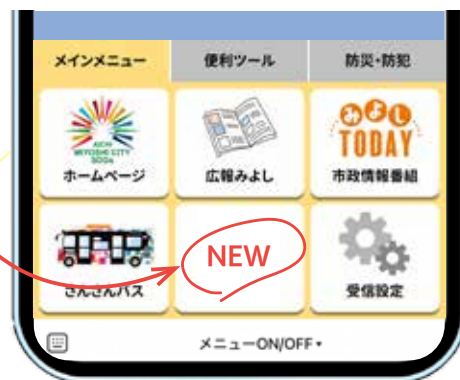 メインメニュー
便利ツール
防災・防犯
AICHI
MIYOSHI CITY
ホームページ
広報みよし
みよし
TODAY
市政情報番組
さんさんバス
NEW
受信設定
メニューON/OFF